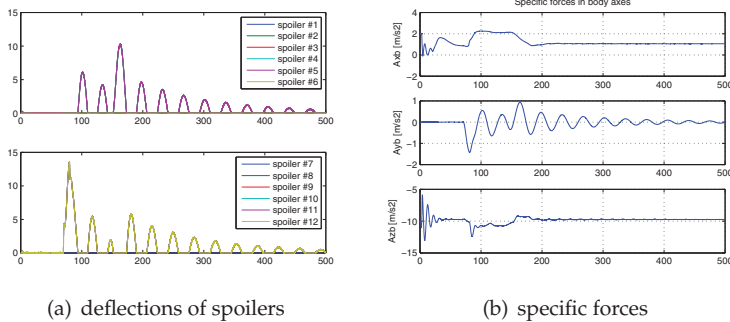 15
10
5
0
0
100
200
300
400
500
spoiler #1
spoiler #2
spoiler #3
spoiler #4
spoiler #5
spoiler #6
15
10
5
0
0
100
200
300
400
500
spoiler #7
spoiler #8
spoiler #9
spoiler #10
spoiler #11
spoiler #12
(a) deflections of spoilers
Specific forces in body axes
Axb [m/s2]
4
2
0
−2
0
100
200
300
400
500
Ayb [m/s2]
1
0
−1
−2
0
100
200
300
400
500
Azb [m/s2]
−5
−10
−15
0
100
200
300
400
500
(b) specific forces